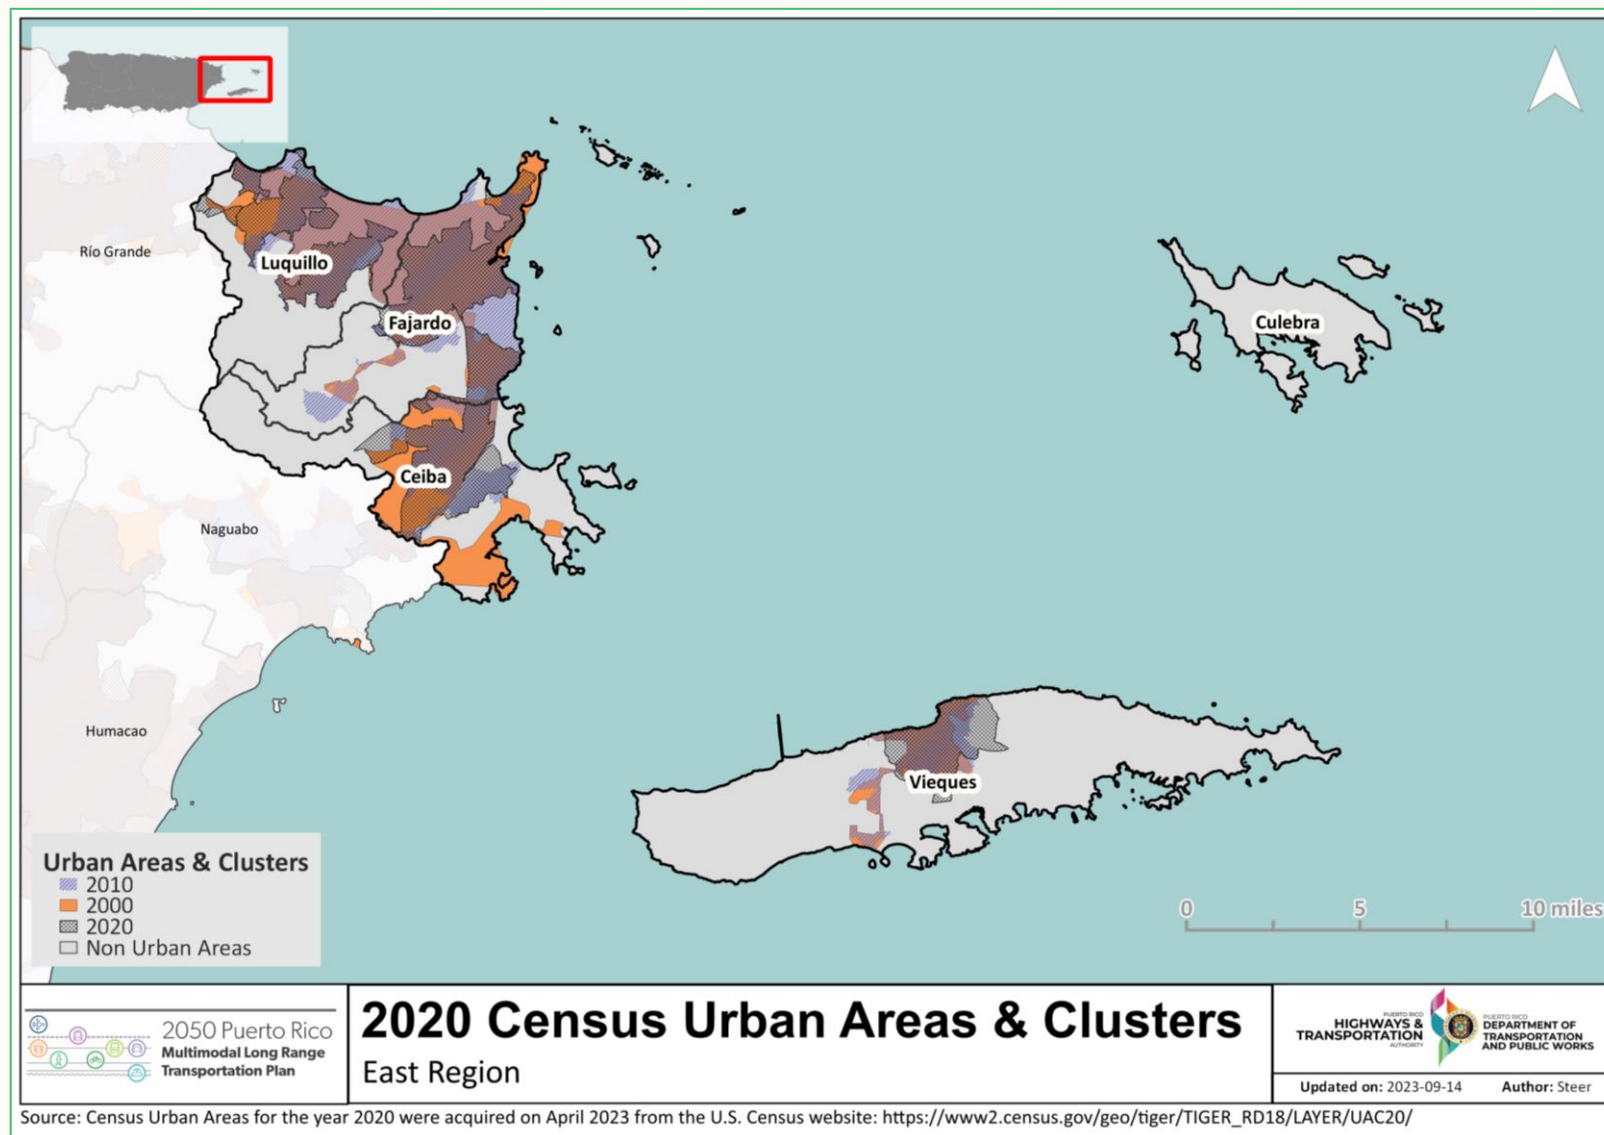 Río Grande
Luquillo
Fajardo
Culebra
Ceiba
Naguabo
Humacao
Vieques
Urban Areas & Clusters
2010
2000
2020
Non Urban Areas
0 5 10 miles
2050 Puerto Rico
Multimodal Long Range
Transportation Plan
2020 Census Urban Areas & Clusters
East Region
PUERTO RICO
HIGHWAYS &
TRANSPORTATION
AUTHORITY
PUERTO RICO
DEPARTMENT OF
TRANSPORTATION
AND PUBLIC WORKS
Updated on: 2023-09-14 Author: Steer
Source: Census Urban Areas for the year 2020 were acquired on April 2023 from the U.S. Census website: https://www2.census.gov/geo/tiger/TIGER_RD18/LAYER/UAC20/